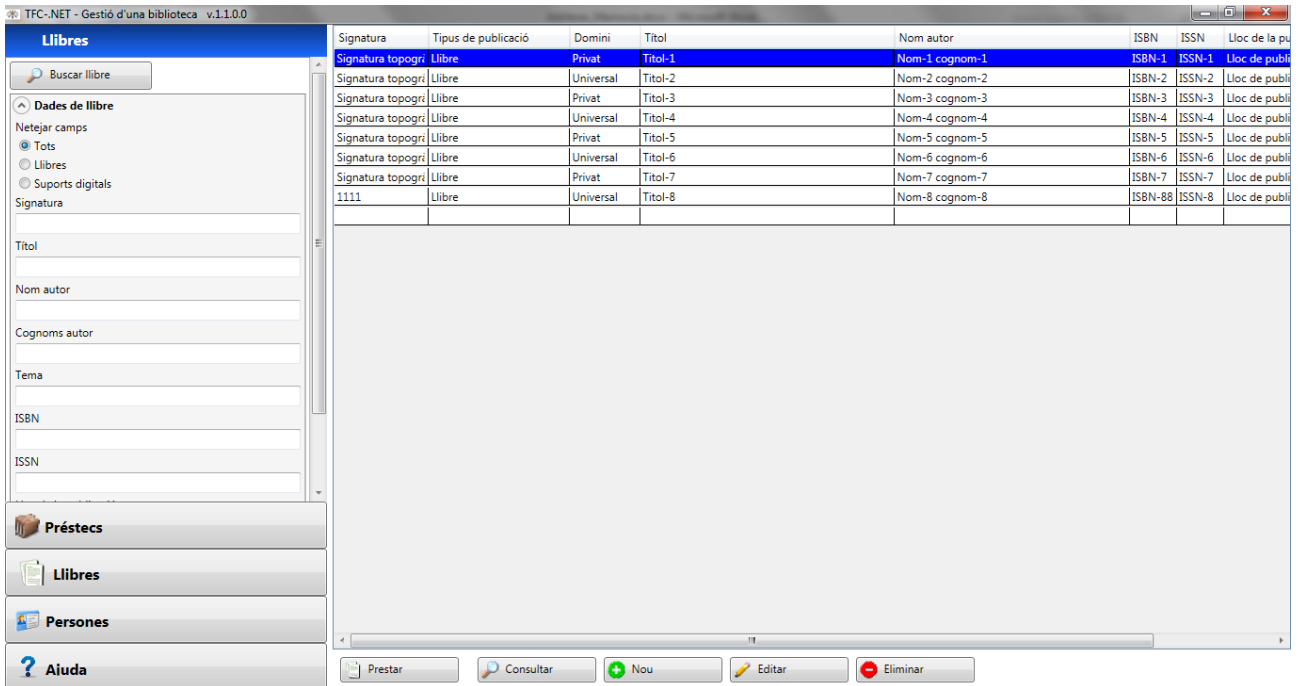 TFC-.NET - Gestió d'una biblioteca v.1.1.0.0
Llibres
Buscar llibre
Dades de llibre
Netejar camps
Tots
Llibres
Suports digitals
Signatura
Títol
Nom autor
Cognoms autor
Tema
ISBN
ISSN
Préstecs
Llibres
Persones
Ajuda
Signatura Tipus de publicació Domini Títol Nom autor ISBN ISSN Lloc de la pu
Signatura topogrà Llibre Privat Titol-1 Nom-1 cognom-1 ISBN-1 ISSN-1 Lloc de publi
Signatura topogrà Llibre Universal Titol-2 Nom-2 cognom-2 ISBN-2 ISSN-2 Lloc de publi
Signatura topogrà Llibre Privat Titol-3 Nom-3 cognom-3 ISBN-3 ISSN-3 Lloc de publi
Signatura topogrà Llibre Universal Titol-4 Nom-4 cognom-4 ISBN-4 ISSN-4 Lloc de publi
Signatura topogrà Llibre Privat Titol-5 Nom-5 cognom-5 ISBN-5 ISSN-5 Lloc de publi
Signatura topogrà Llibre Universal Titol-6 Nom-6 cognom-6 ISBN-6 ISSN-6 Lloc de publi
Signatura topogrà Llibre Privat Titol-7 Nom-7 cognom-7 ISBN-7 ISSN-7 Lloc de publi
1111 Llibre Universal Titol-8 Nom-8 cognom-8 ISBN-88 ISSN-8 Lloc de publi
Prestar Consultar Nou Editar Eliminar